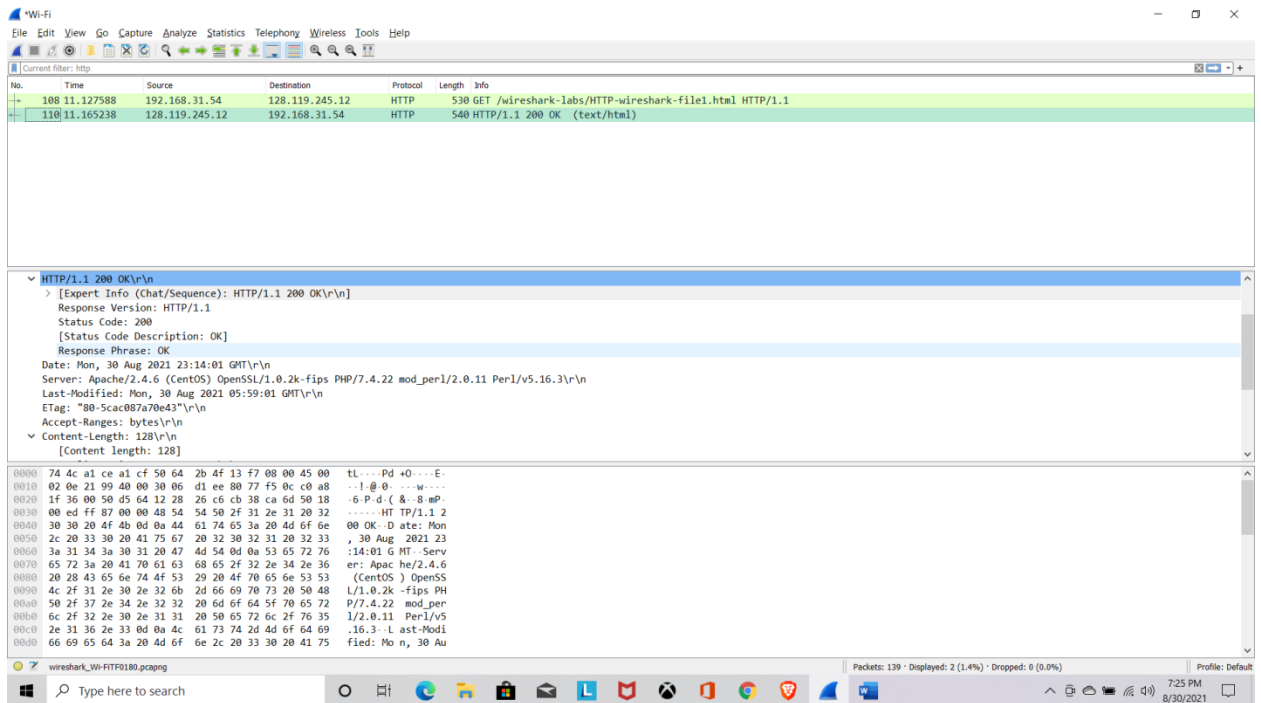 *Wi-Fi
File Edit View Go Capture Analyze Statistics Telephony Wireless Tools Help
Current filter: http
No. Time Source Destination Protocol Length Info
108 11.127588 192.168.31.54 128.119.245.12 HTTP 530 GET /wireshark-labs/HTTP-wireshark-file1.html HTTP/1.1
110 11.165238 128.119.245.12 192.168.31.54 HTTP 540 HTTP/1.1 200 OK (text/html)
HTTP/1.1 200 OK\r\n
[Expert Info (Chat/Sequence): HTTP/1.1 200 OK\r\n]
Response Version: HTTP/1.1
Status Code: 200
[Status Code Description: OK]
Response Phrase: OK
Date: Mon, 30 Aug 2021 23:14:01 GMT\r\n
Server: Apache/2.4.6 (CentOS) OpenSSL/1.0.2k-fips PHP/7.4.22 mod_perl/2.0.11 Perl/v5.16.3\r\n
Last-Modified: Mon, 30 Aug 2021 05:59:01 GMT\r\n
ETag: "80-5cac087a70e43"\r\n
Accept-Ranges: bytes\r\n
Content-Length: 128\r\n
[Content length: 128]
0000 74 4c a1 ce a1 cf 50 64 2b 4f 13 f7 08 00 45 00 tL····Pd +O····E·
0010 02 0e 21 99 40 00 30 06 d1 ee 80 77 f5 0c c0 a8 ··!·@·0· ···w····
0020 1f 36 00 50 d5 64 12 28 26 c6 cb 38 ca 6d 50 18 ·6·P·d·( &··8·mP·
0030 00 ed ff 87 00 00 48 54 54 50 2f 31 2e 31 20 32 ······HT TP/1.1 2
0040 30 30 20 4f 4b 0d 0a 44 61 74 65 3a 20 4d 6f 6e 00 OK··D ate: Mon
0050 2c 20 33 30 20 41 75 67 20 32 30 32 31 20 32 33 , 30 Aug 2021 23
0060 3a 31 34 3a 30 31 20 47 4d 54 0d 0a 53 65 72 76 :14:01 G MT··Serv
0070 65 72 3a 20 41 70 61 63 68 65 2f 32 2e 34 2e 36 er: Apac he/2.4.6
0080 20 28 43 65 6e 74 4f 53 29 20 4f 70 65 6e 53 53 (CentOS ) OpenSS
0090 4c 2f 31 2e 30 2e 32 6b 2d 66 69 70 73 20 50 48 L/1.0.2k -fips PH
00a0 50 2f 37 2e 34 2e 32 32 20 6d 6f 64 5f 70 65 72 P/7.4.22 mod_per
00b0 6c 2f 32 2e 30 2e 31 31 20 50 65 72 6c 2f 76 35 l/2.0.11 Perl/v5
00c0 2e 31 36 2e 33 0d 0a 4c 61 73 74 2d 4d 6f 64 69 .16.3··L ast-Modi
00d0 66 69 65 64 3a 20 4d 6f 6e 2c 20 33 30 20 41 75 fied: Mo n, 30 Au
wireshark_Wi-FiTF0180.pcapng Packets: 139 · Displayed: 2 (1.4%) · Dropped: 0 (0.0%) Profile: Default
Type here to search
7:25 PM
8/30/2021